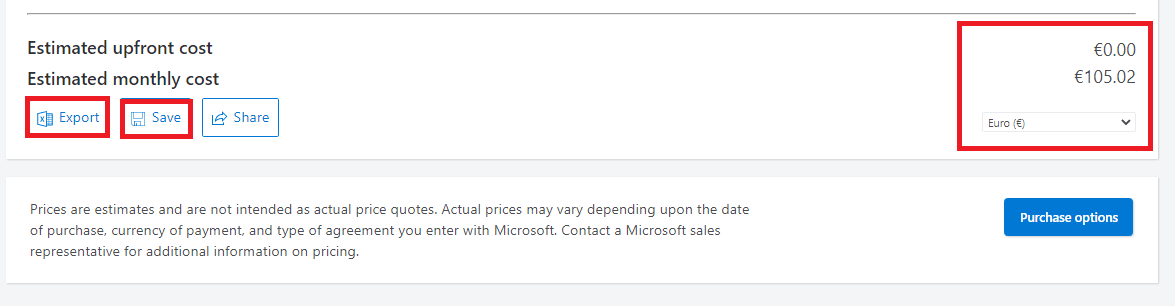 Estimated upfront cost €0.00
Estimated monthly cost €105.02
Export Save Share
Euro (€)
Prices are estimates and are not intended as actual price quotes. Actual prices may vary depending upon the date
of purchase, currency of payment, and type of agreement you enter with Microsoft. Contact a Microsoft sales
representative for additional information on pricing.
Purchase options